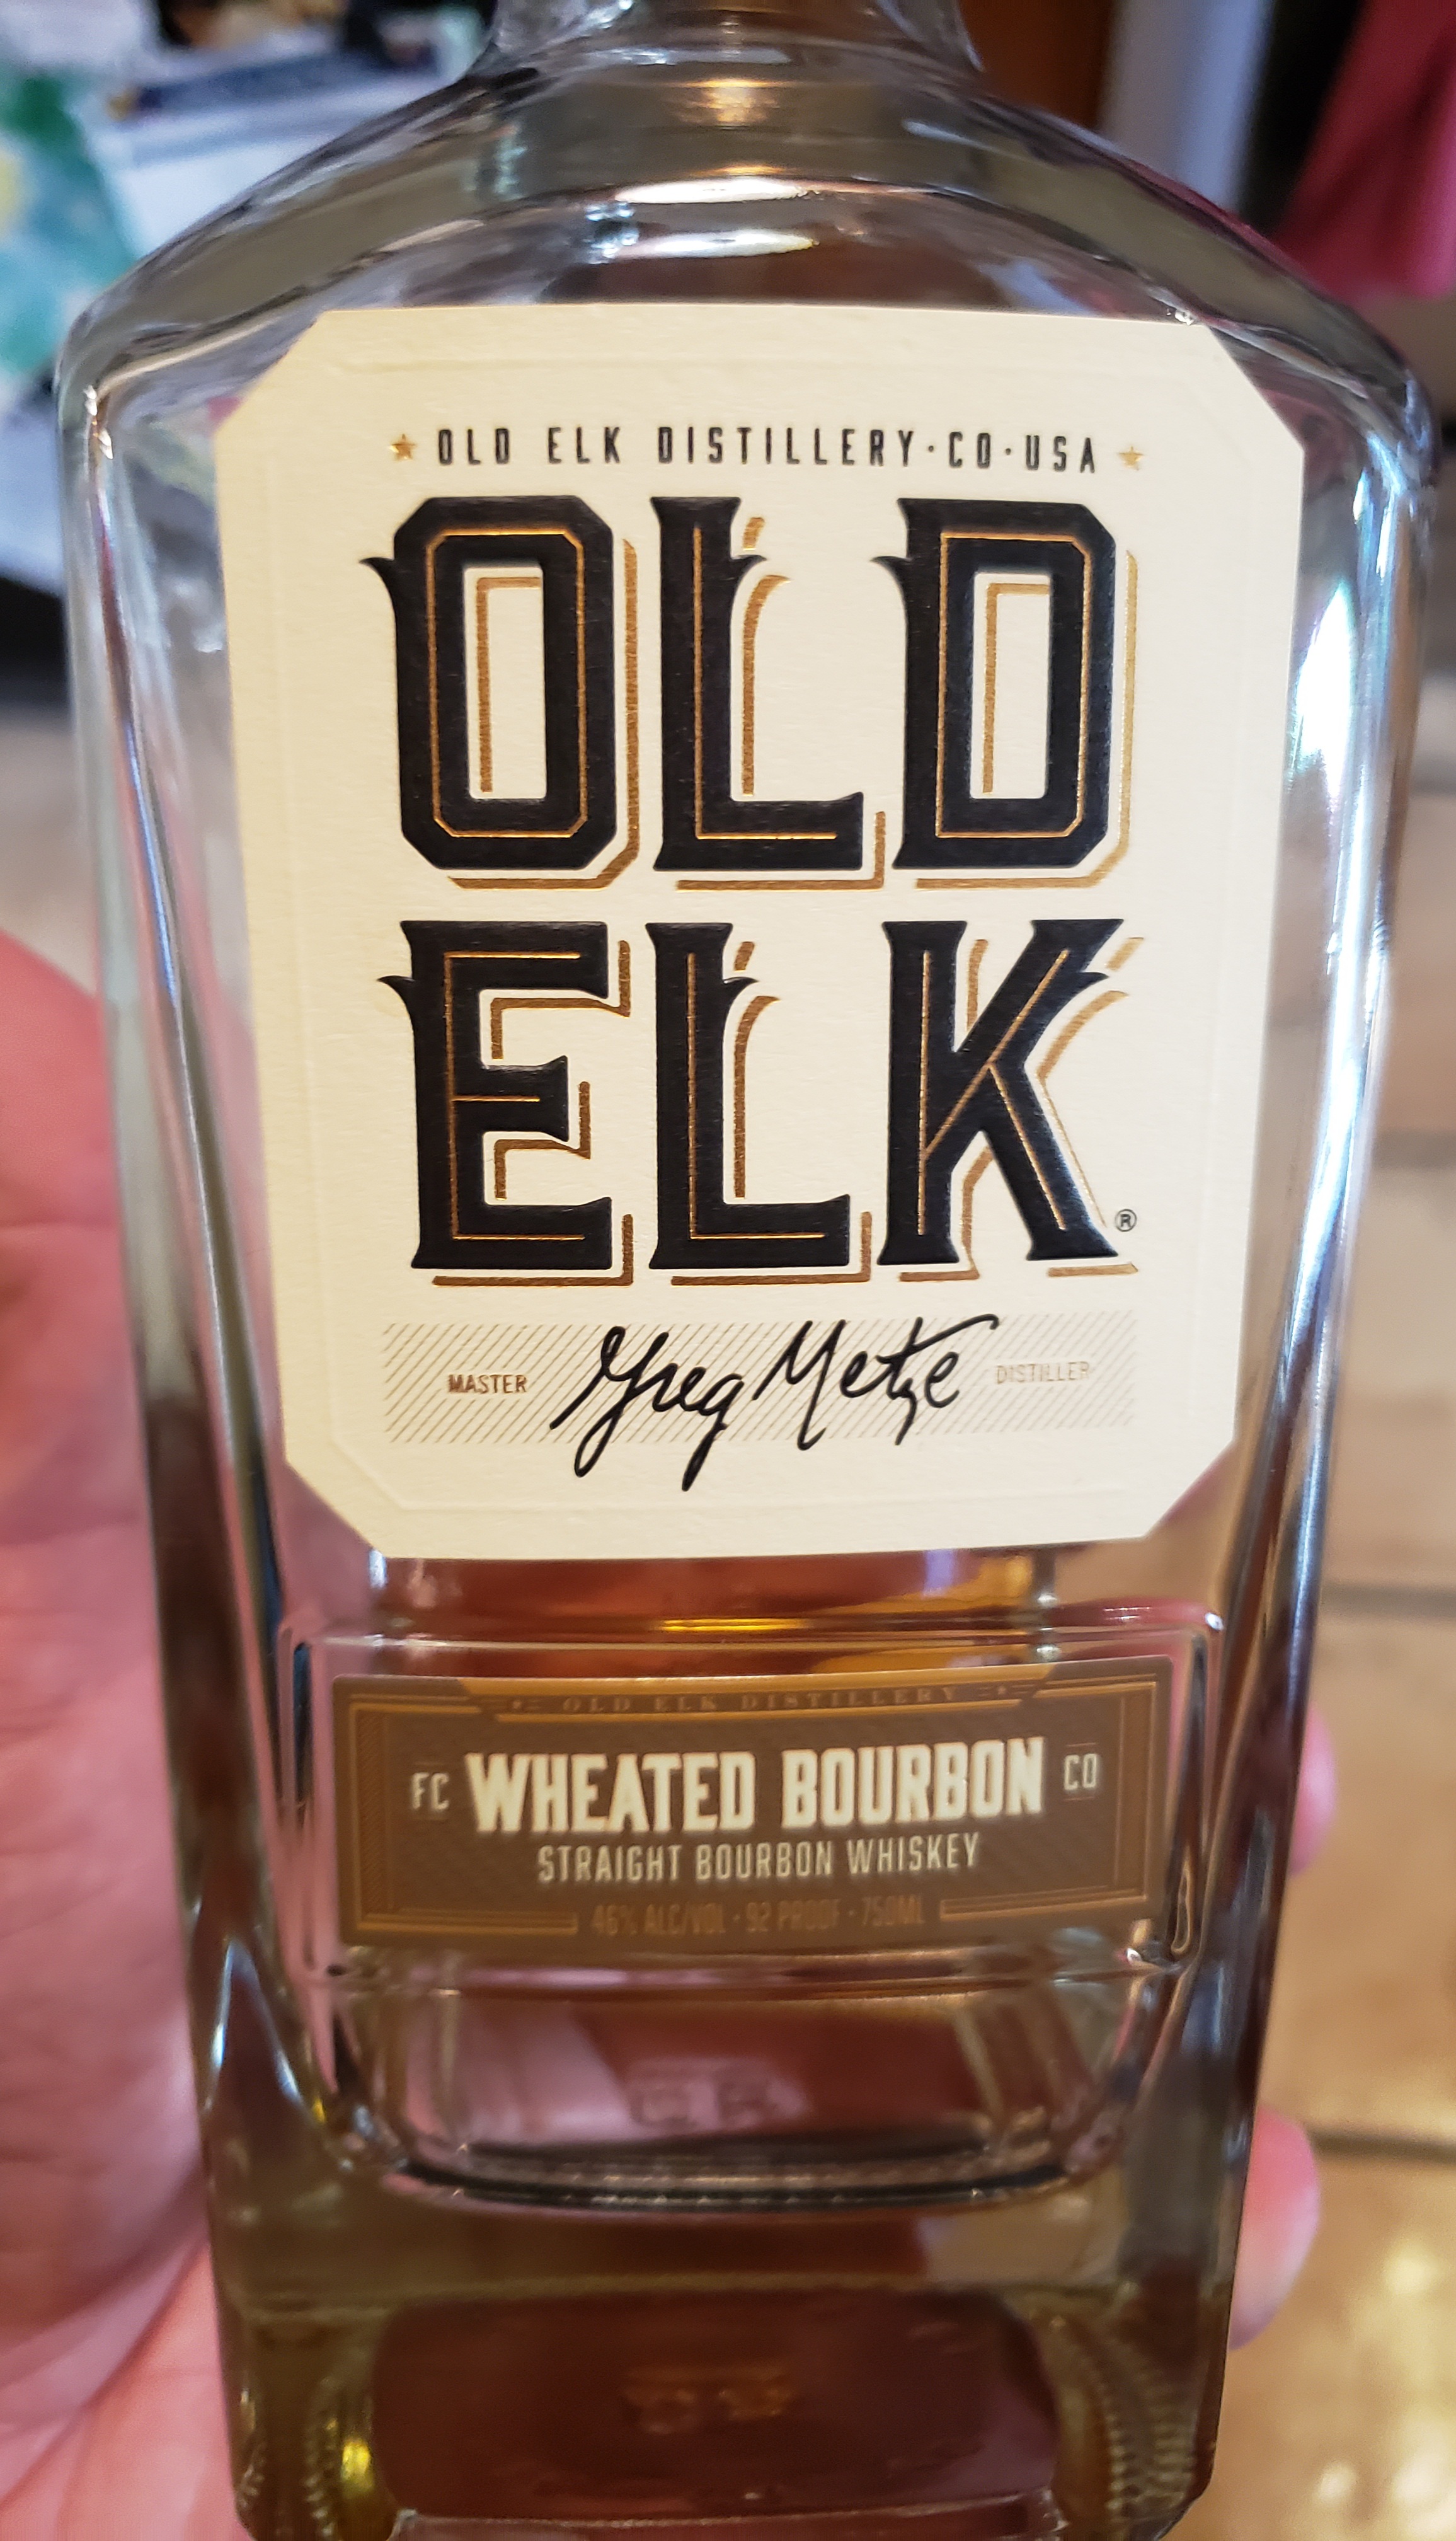 ★ OLD ELK DISTILLERY·CO·USA ★
OLD
ELK®
MASTER Greg Metze DISTILLER
OLD ELK DISTILLERY
FC WHEATED BOURBON CO
STRAIGHT BOURBON WHISKEY
46% ALC/VOL · 92 PROOF · 750ML